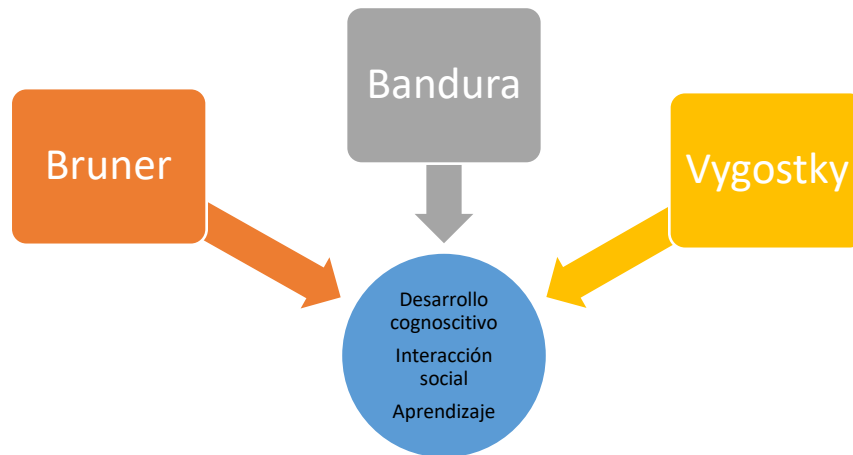 Bruner
Bandura
Vygostky
Desarrollo
cognoscitivo
Interacción
social
Aprendizaje